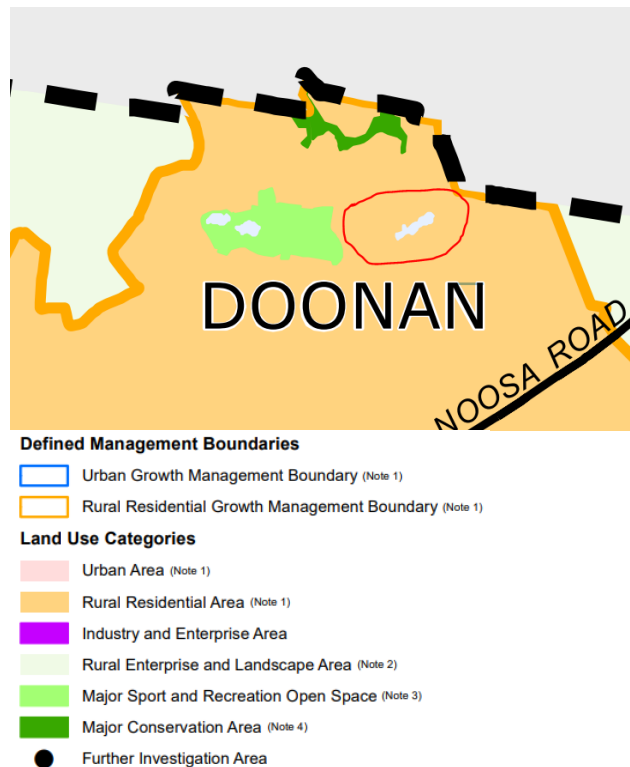 DOONAN
NOOSA ROAD
Defined Management Boundaries
Urban Growth Management Boundary (Note 1)
Rural Residential Growth Management Boundary (Note 1)
Land Use Categories
Urban Area (Note 1)
Rural Residential Area (Note 1)
Industry and Enterprise Area
Rural Enterprise and Landscape Area (Note 2)
Major Sport and Recreation Open Space (Note 3)
Major Conservation Area (Note 4)
Further Investigation Area